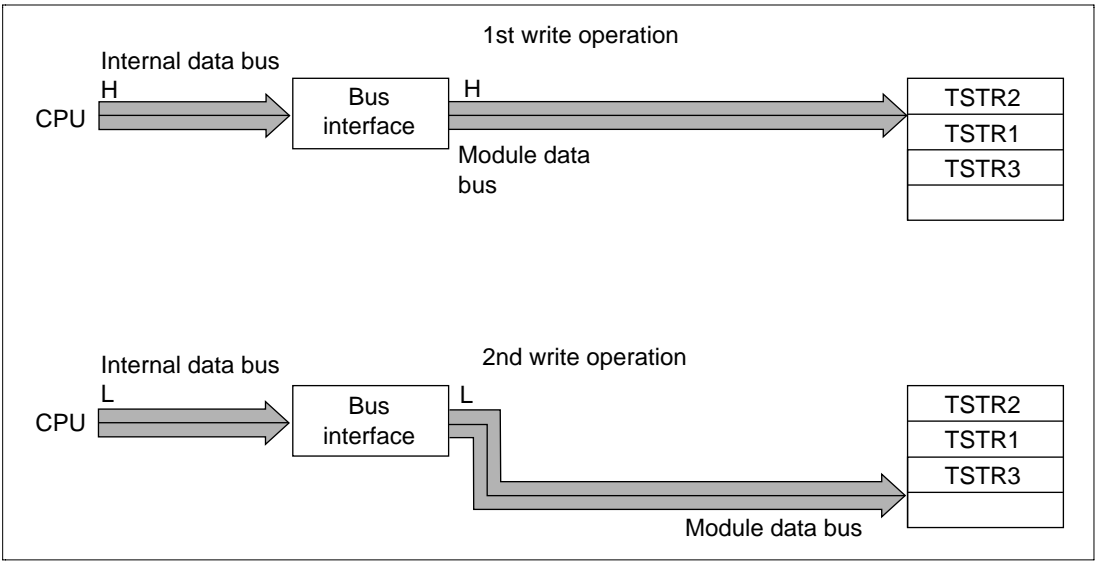 1st write operation
Internal data bus
H
CPU
Bus
interface
H
Module data
bus
TSTR2
TSTR1
TSTR3
2nd write operation
Internal data bus
L
CPU
Bus
interface
L
Module data bus
TSTR2
TSTR1
TSTR3